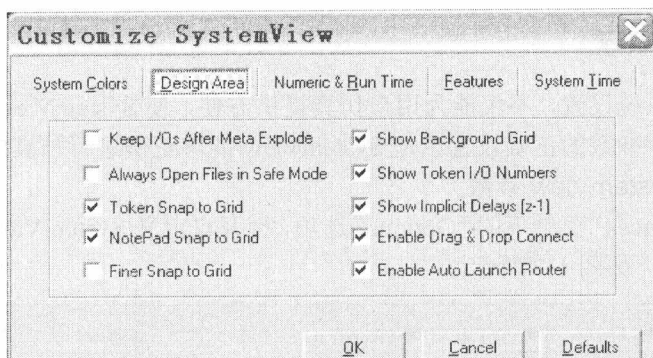 Customize SystemView
System Colors Design Area Numeric & Run Time Features System Time
Keep I/Os After Meta Explode Show Background Grid
Always Open Files in Safe Mode Show Token I/O Numbers
Token Snap to Grid Show Implicit Delays [z-1]
NotePad Snap to Grid Enable Drag & Drop Connect
Finer Snap to Grid Enable Auto Launch Router
OK Cancel Defaults